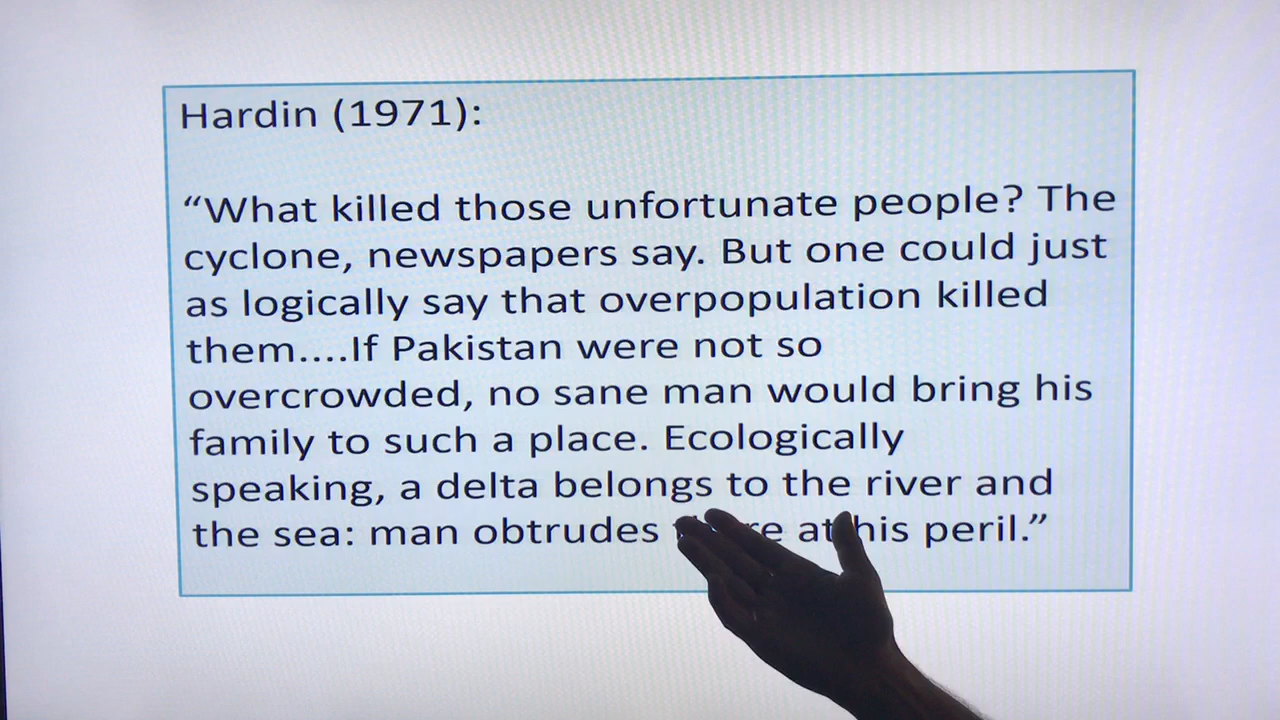 Hardin (1971):
“What killed those unfortunate people? The
cyclone, newspapers say. But one could just
as logically say that overpopulation killed
them....If Pakistan were not so
overcrowded, no sane man would bring his
family to such a place. Ecologically
speaking, a delta belongs to the river and
the sea: man obtrudes at his peril.”